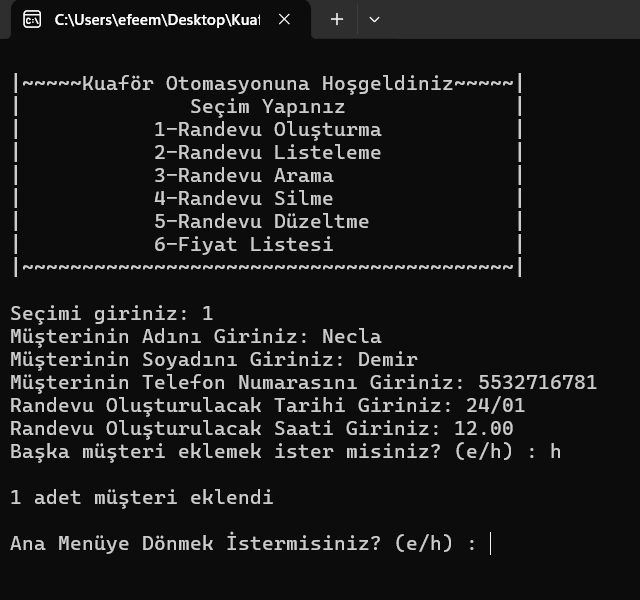 C:\Users\efeem\Desktop\Kuaf
|~~~~~Kuaför Otomasyonuna Hoşgeldiniz~~~~~|
| Seçim Yapınız |
| 1-Randevu Oluşturma |
| 2-Randevu Listeleme |
| 3-Randevu Arama |
| 4-Randevu Silme |
| 5-Randevu Düzeltme |
| 6-Fiyat Listesi |
|~~~~~~~~~~~~~~~~~~~~~~~~~~~~~~~~~~~~~~~~~|
Seçimi giriniz: 1
Müşterinin Adını Giriniz: Necla
Müşterinin Soyadını Giriniz: Demir
Müşterinin Telefon Numarasını Giriniz: 5532716781
Randevu Oluşturulacak Tarihi Giriniz: 24/01
Randevu Oluşturulacak Saati Giriniz: 12.00
Başka müşteri eklemek ister misiniz? (e/h) : h
1 adet müşteri eklendi
Ana Menüye Dönmek İstermisiniz? (e/h) :